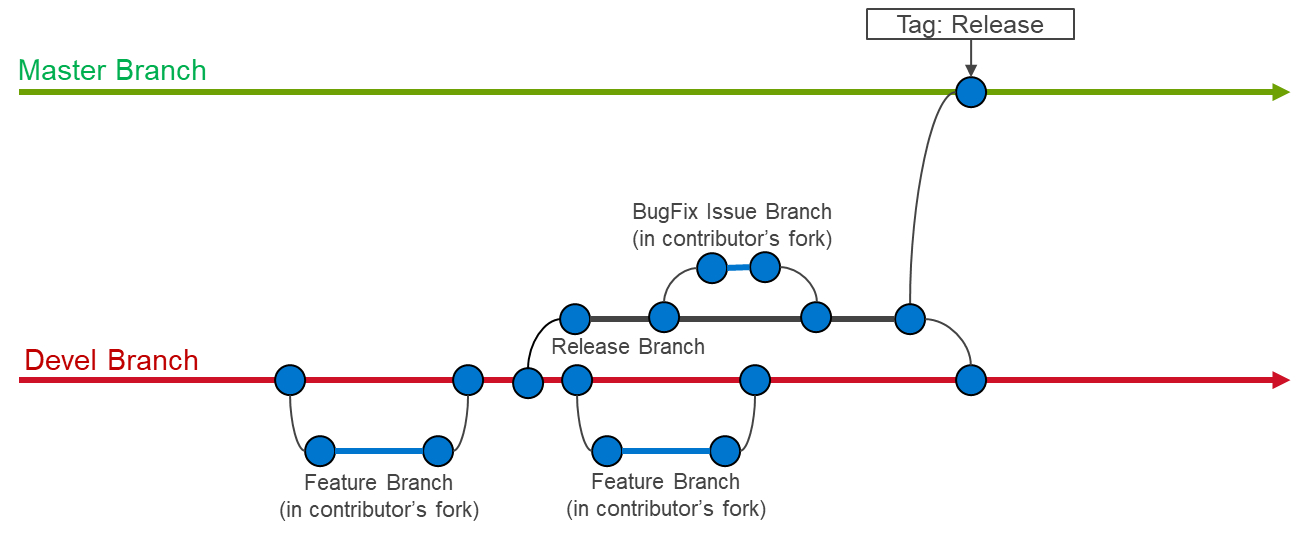 Tag: Release
Master Branch
BugFix Issue Branch
(in contributor’s fork)
Release Branch
Devel Branch
Feature Branch
(in contributor’s fork)
Feature Branch
(in contributor’s fork)